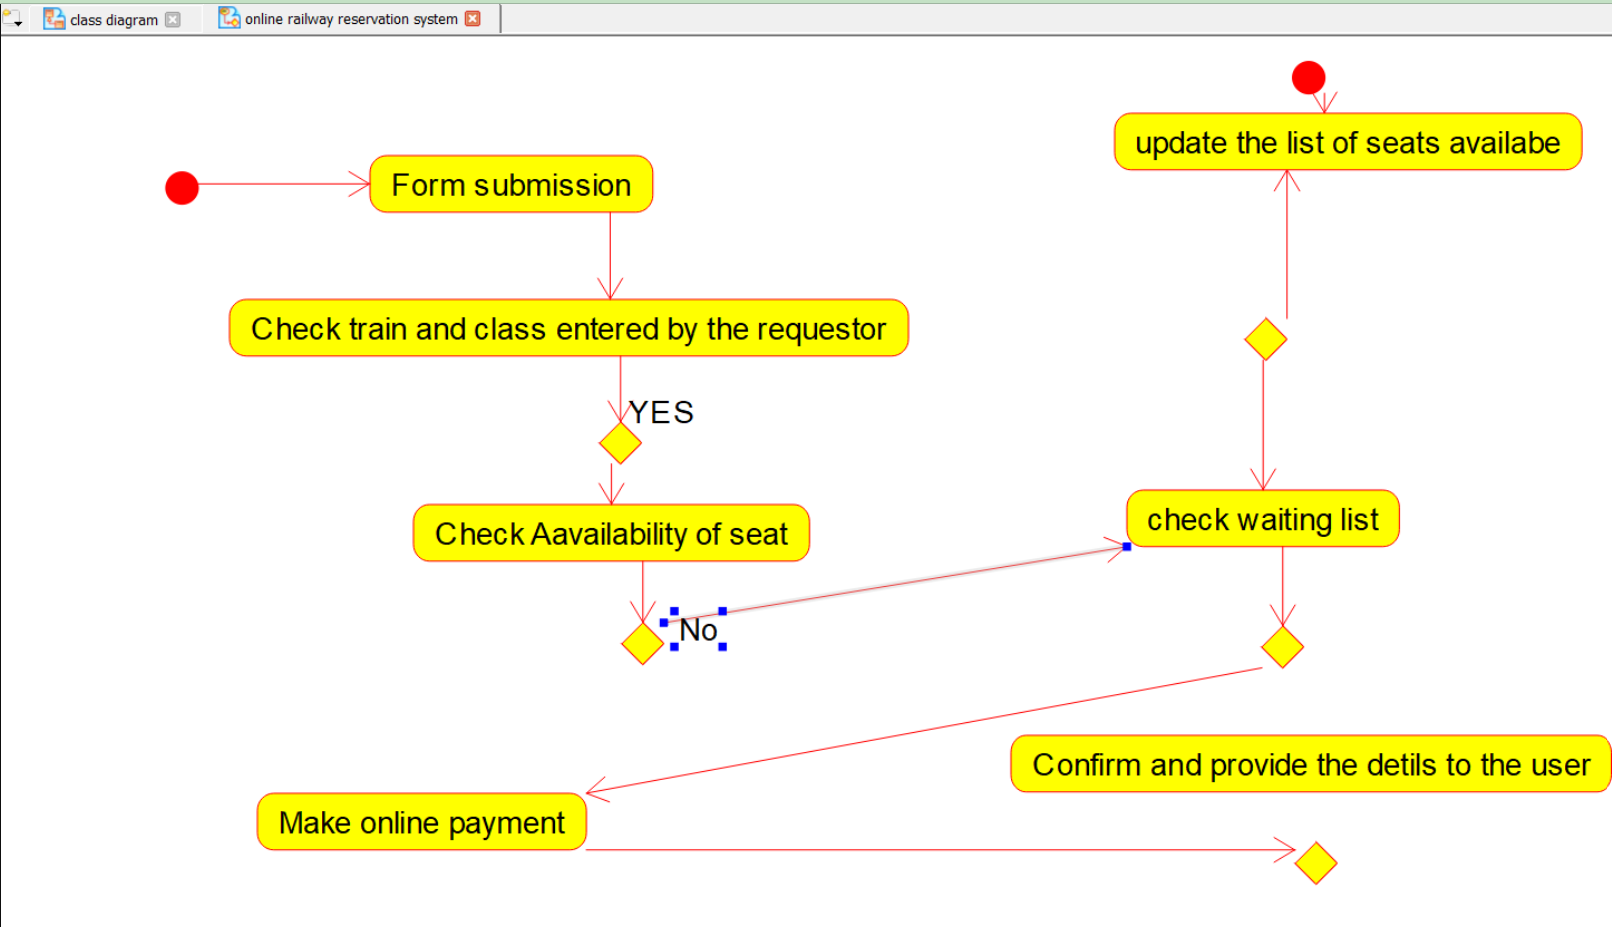 class diagram
online railway reservation system
update the list of seats availabe
Form submission
Check train and class entered by the requestor
YES
Check Aavailability of seat
check waiting list
No
Confirm and provide the detils to the user
Make online payment